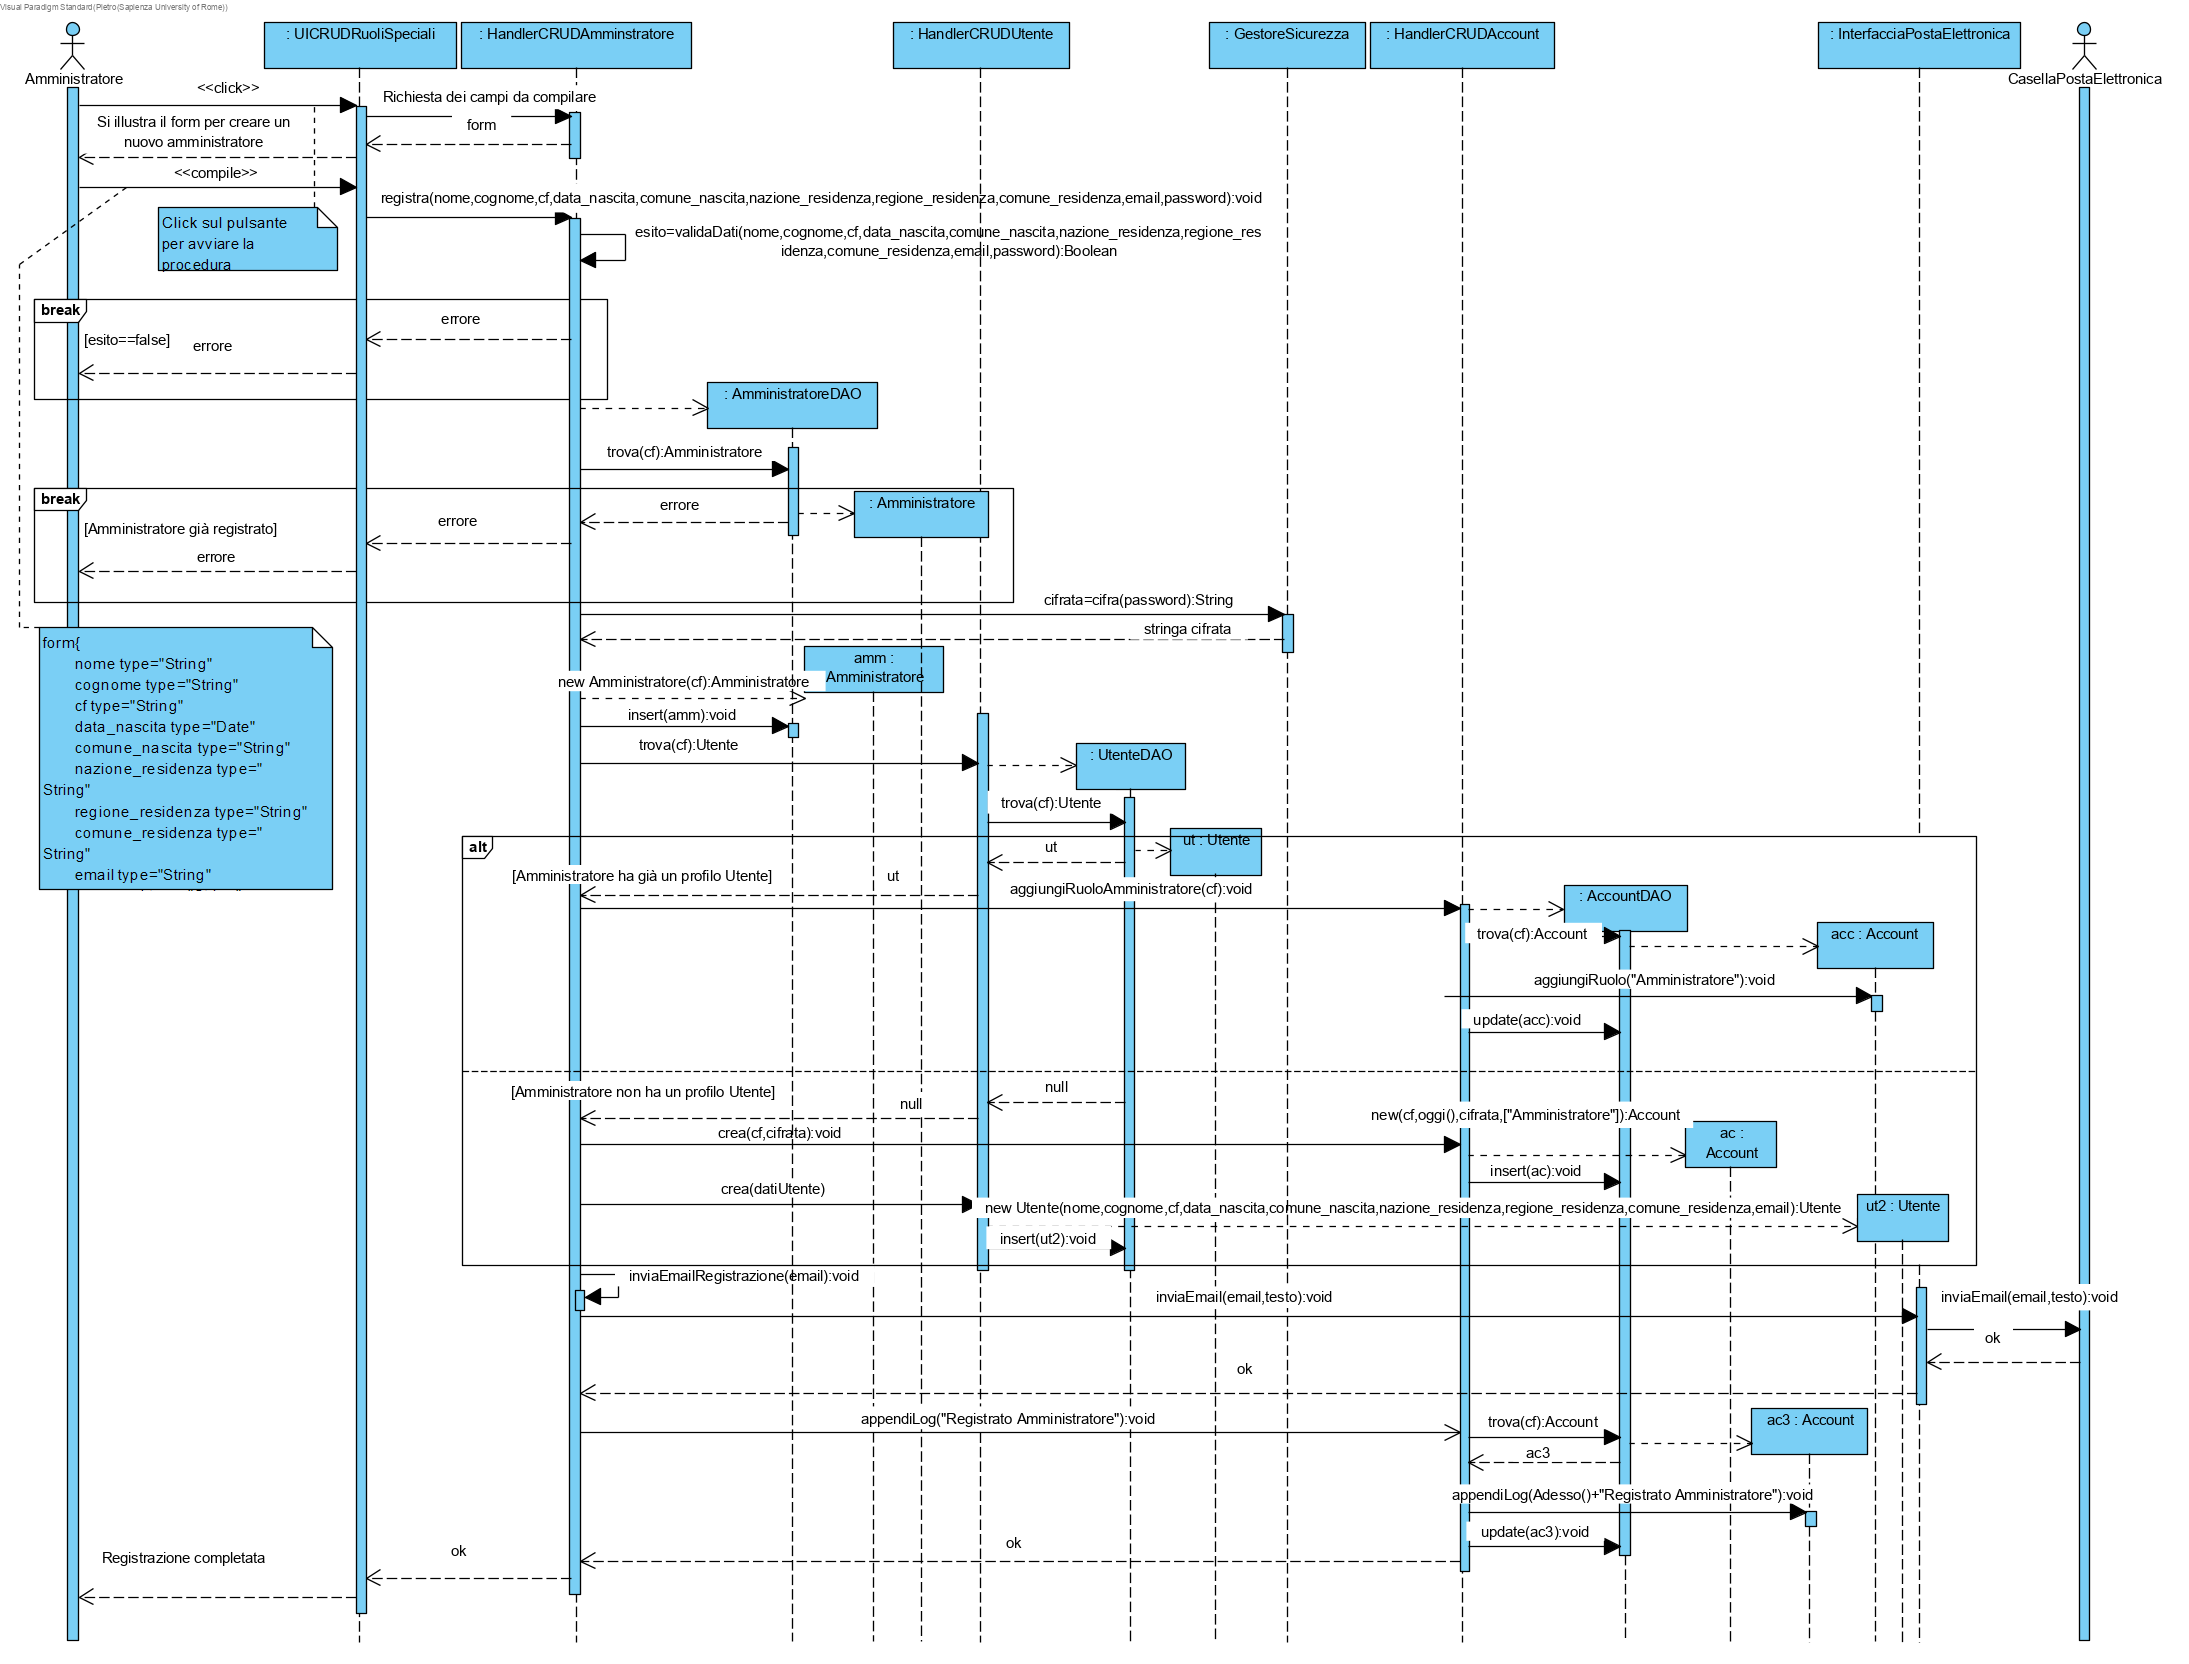 Visual Paradigm Standard(Pietro(Sapienza University of Rome))
: UICRUDRuoliSpeciali
: HandlerCRUDAmminstratore
: HandlerCRUDUtente
: GestoreSicurezza
: HandlerCRUDAccount
: InterfacciaPostaElettronica
Amministratore
CasellaPostaElettronica
<<click>>
Richiesta dei campi da compilare
form
Si illustra il form per creare un
nuovo amministratore
<<compile>>
registra(nome,cognome,cf,data_nascita,comune_nascita,nazione_residenza,regione_residenza,comune_residenza,email,password):void
Click sul pulsante
per avviare la
procedura
esito=validaDati(nome,cognome,cf,data_nascita,comune_nascita,nazione_residenza,regione_res
idenza,comune_residenza,email,password):Boolean
break
errore
[esito==false]
errore
: AmministratoreDAO
trova(cf):Amministratore
break
: Amministratore
errore
errore
[Amministratore già registrato]
errore
cifrata=cifra(password):String
stringa cifrata
form{
nome type="String"
cognome type="String"
cf type="String"
data_nascita type="Date"
comune_nascita type="String"
nazione_residenza type="
String"
regione_residenza type="String"
comune_residenza type="
String"
email type="String"
amm :
Amministratore
new Amministratore(cf):Amministratore
insert(amm):void
trova(cf):Utente
: UtenteDAO
trova(cf):Utente
alt
ut : Utente
ut
[Amministratore ha già un profilo Utente]
ut
aggiungiRuoloAmministratore(cf):void
: AccountDAO
trova(cf):Account
acc : Account
aggiungiRuolo("Amministratore"):void
update(acc):void
[Amministratore non ha un profilo Utente]
null
null
new(cf,oggi(),cifrata,["Amministratore"]):Account
crea(cf,cifrata):void
ac :
Account
insert(ac):void
crea(datiUtente)
new Utente(nome,cognome,cf,data_nascita,comune_nascita,nazione_residenza,regione_residenza,comune_residenza,email):Utente
ut2 : Utente
insert(ut2):void
inviaEmailRegistrazione(email):void
inviaEmail(email,testo):void
inviaEmail(email,testo):void
ok
ok
appendiLog("Registrato Amministratore"):void
trova(cf):Account
ac3 : Account
ac3
appendiLog(Adesso()+"Registrato Amministratore"):void
update(ac3):void
ok
ok
Registrazione completata